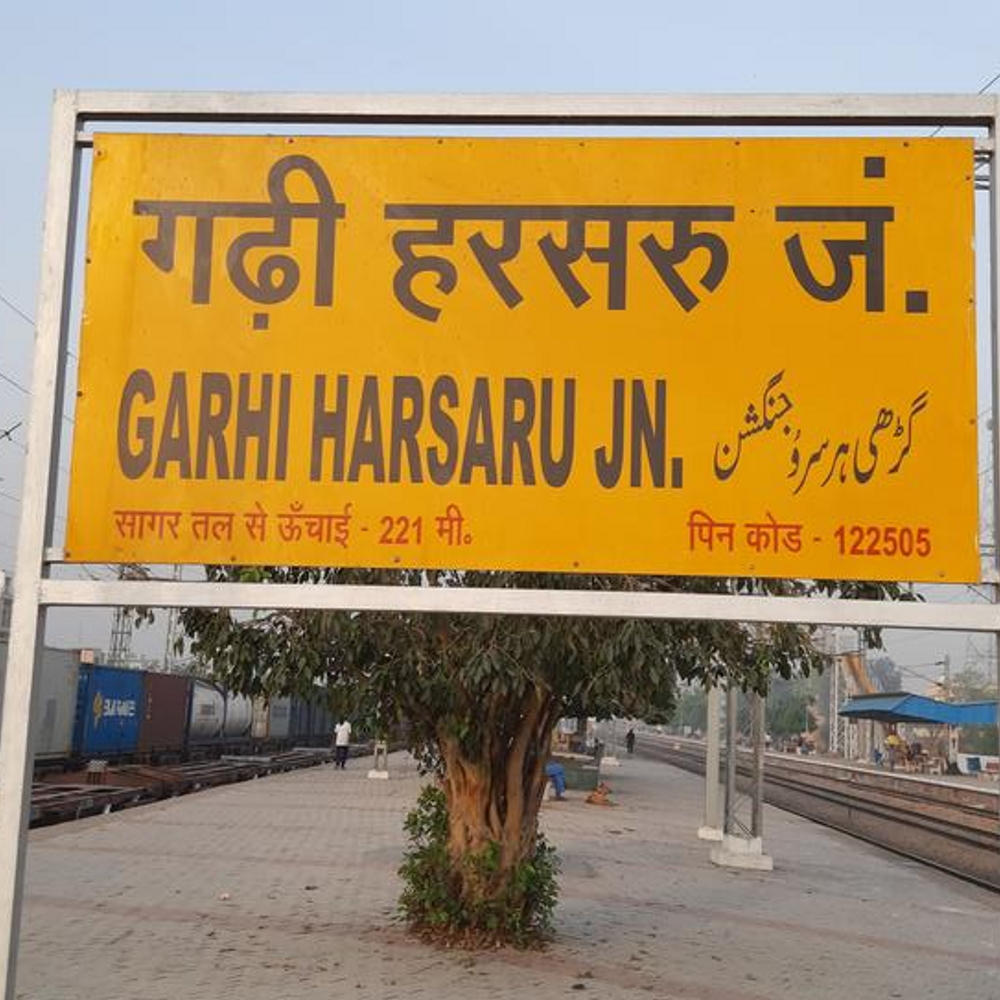 गढ़ी हरसरु जं.
GARHI HARSARU JN. گڑھی ہرسروُ جنکشن
सागर तल से ऊँचाई - 221 मी॰ पिन कोड - 122505